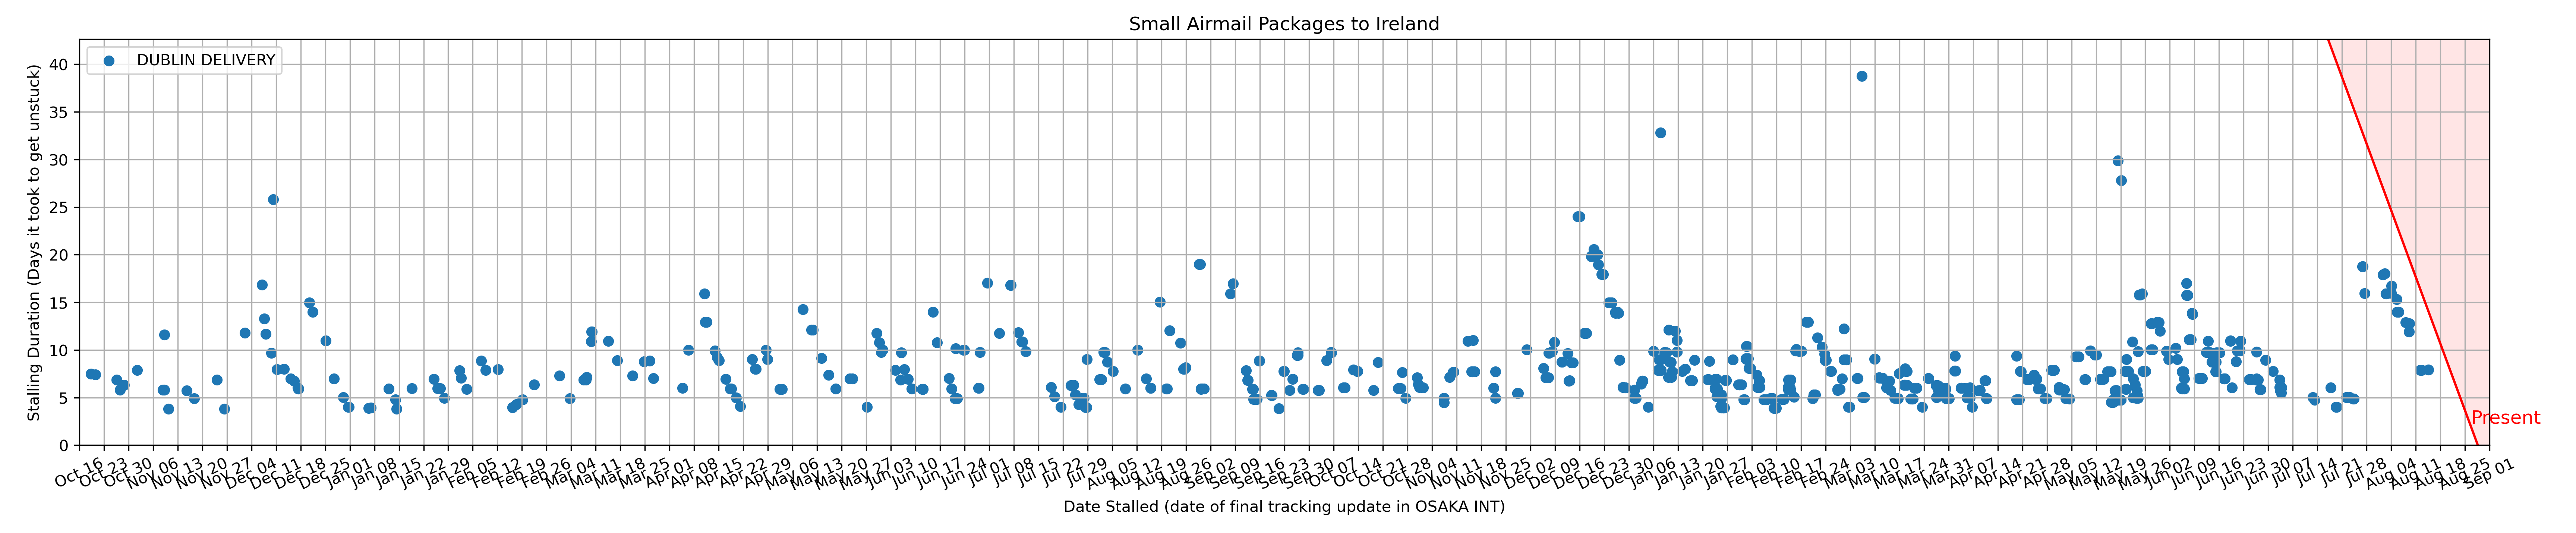 Small Airmail Packages to Ireland
DUBLIN DELIVERY
40
35
30
25
20
15
10
5
0
Stalling Duration (Days it took to get unstuck)
Present
Oct 16
Oct 23
Oct 30
Nov 06
Nov 13
Nov 20
Nov 27
Dec 04
Dec 11
Dec 18
Dec 25
Jan 01
Jan 08
Jan 15
Jan 22
Jan 29
Feb 05
Feb 12
Feb 19
Feb 26
Mar 04
Mar 11
Mar 18
Mar 25
Apr 01
Apr 08
Apr 15
Apr 22
Apr 29
May 06
May 13
May 20
May 27
Jun 03
Jun 10
Jun 17
Jun 24
Jul 01
Jul 08
Jul 15
Jul 22
Jul 29
Aug 05
Aug 12
Aug 19
Aug 26
Sep 02
Sep 09
Sep 16
Sep 23
Sep 30
Oct 07
Oct 14
Oct 21
Oct 28
Nov 04
Nov 11
Nov 18
Nov 25
Dec 02
Dec 09
Dec 16
Dec 23
Dec 30
Jan 06
Jan 13
Jan 20
Jan 27
Feb 03
Feb 10
Feb 17
Feb 24
Mar 03
Mar 10
Mar 17
Mar 24
Mar 31
Apr 07
Apr 14
Apr 21
Apr 28
May 05
May 12
May 19
May 26
Jun 02
Jun 09
Jun 16
Jun 23
Jun 30
Jul 07
Jul 14
Jul 21
Jul 28
Aug 04
Aug 11
Aug 18
Aug 25
Sep 01
Date Stalled (date of final tracking update in OSAKA INT)